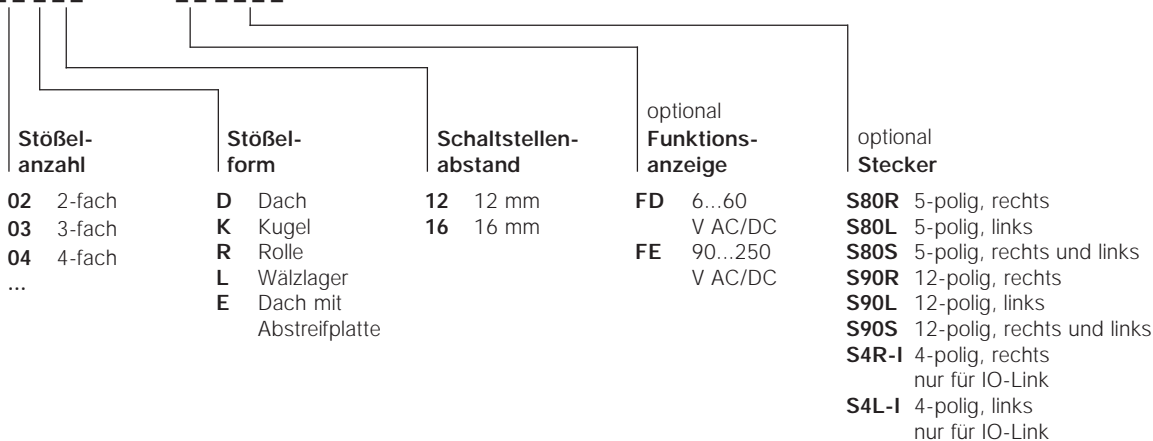 Stößel-
anzahl
02 2-fach
03 3-fach
04 4-fach
...
Stößel-
form
D Dach
K Kugel
R Rolle
L Wälzlager
E Dach mit
Abstreifplatte
Schaltstellen-
abstand
12 12 mm
16 16 mm
optional
Funktions-
anzeige
FD 6...60
V AC/DC
FE 90...250
V AC/DC
optional
Stecker
S80R 5-polig, rechts
S80L 5-polig, links
S80S 5-polig, rechts und links
S90R 12-polig, rechts
S90L 12-polig, links
S90S 12-polig, rechts und links
S4R-I 4-polig, rechts
nur für IO-Link
S4L-I 4-polig, links
nur für IO-Link